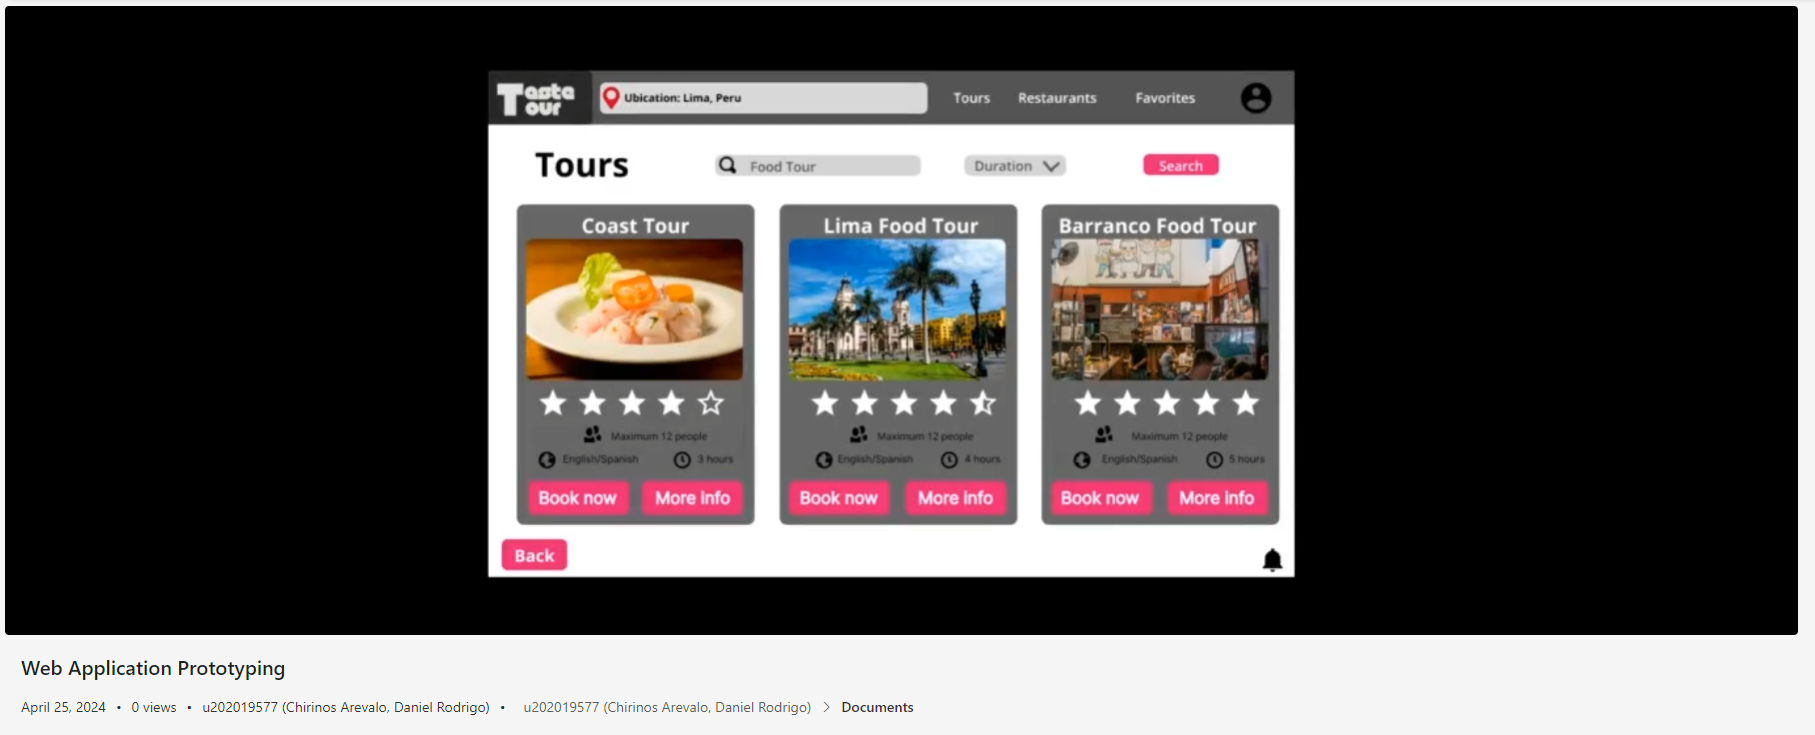 Taste
Tour
Ubication: Lima, Peru
Tours
Restaurants
Favorites
Tours
Food Tour
Duration
Search
Coast Tour
Maximum 12 people
English/Spanish
3 hours
Book now
More info
Lima Food Tour
Maximum 12 people
English/Spanish
4 hours
Book now
More info
Barranco Food Tour
Maximum 12 people
English/Spanish
5 hours
Book now
More info
Back
Web Application Prototyping
April 25, 2024 • 0 views • u202019577 (Chirinos Arevalo, Daniel Rodrigo) • u202019577 (Chirinos Arevalo, Daniel Rodrigo) > Documents